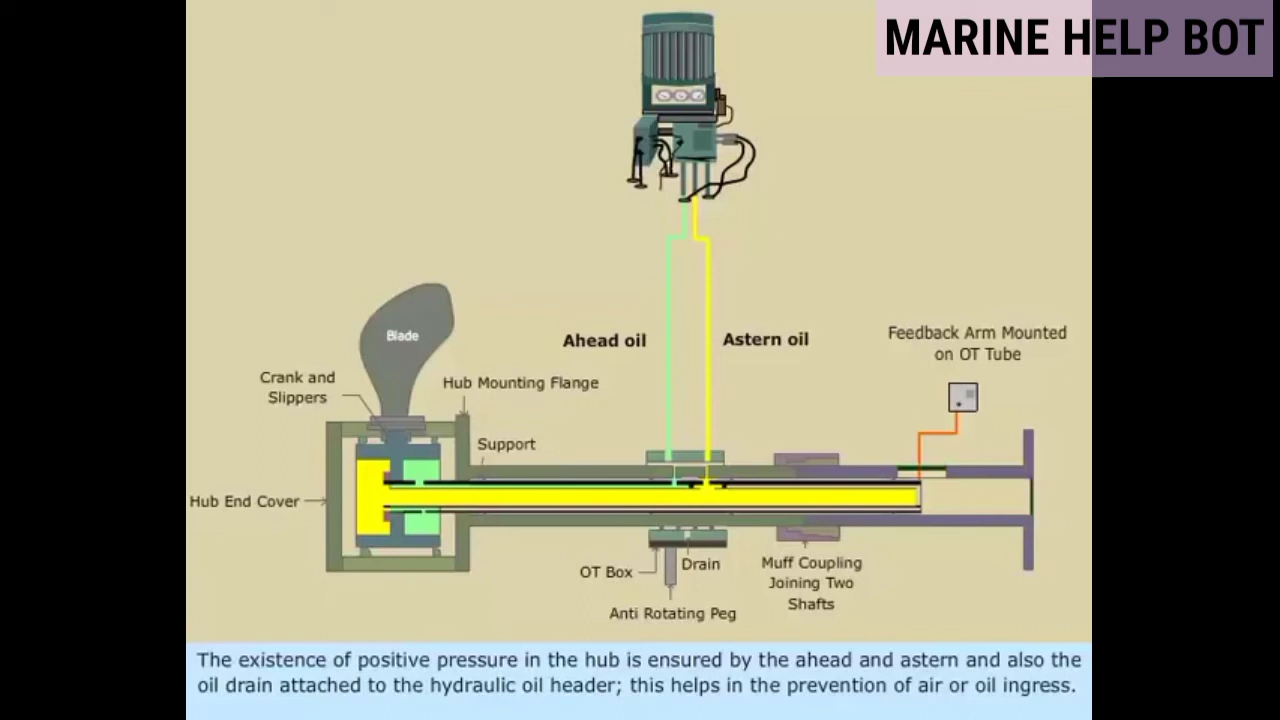 MARINE HELP BOT
Blade
Ahead oil
Astern oil
Feedback Arm Mounted
on OT Tube
Crank and
Slippers
Hub Mounting Flange
Support
Hub End Cover
OT Box
Drain
Anti Rotating Peg
Muff Coupling
Joining Two
Shafts
The existence of positive pressure in the hub is ensured by the ahead and astern and also the
oil drain attached to the hydraulic oil header; this helps in the prevention of air or oil ingress.